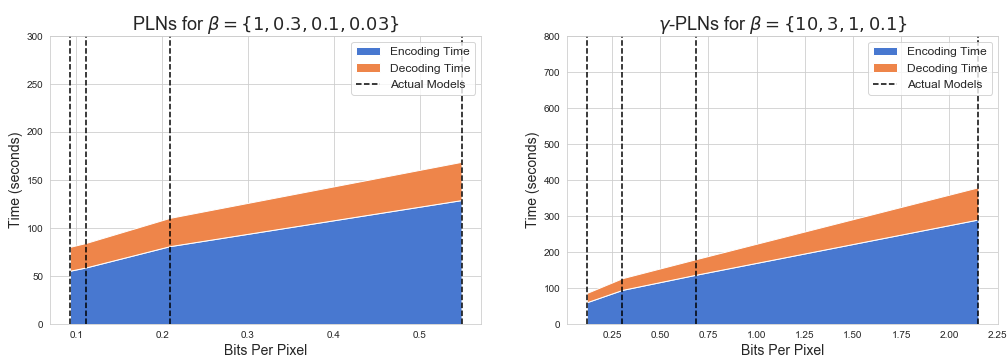 PLNs for β = {1, 0.3, 0.1, 0.03}
300
250
200
150
100
50
0
Time (seconds)
Encoding Time
Decoding Time
Actual Models
0.1 0.2 0.3 0.4 0.5
Bits Per Pixel
γ-PLNs for β = {10, 3, 1, 0.1}
800
700
600
500
400
300
200
100
0
Time (seconds)
Encoding Time
Decoding Time
Actual Models
0.25 0.50 0.75 1.00 1.25 1.50 1.75 2.00 2.25
Bits Per Pixel